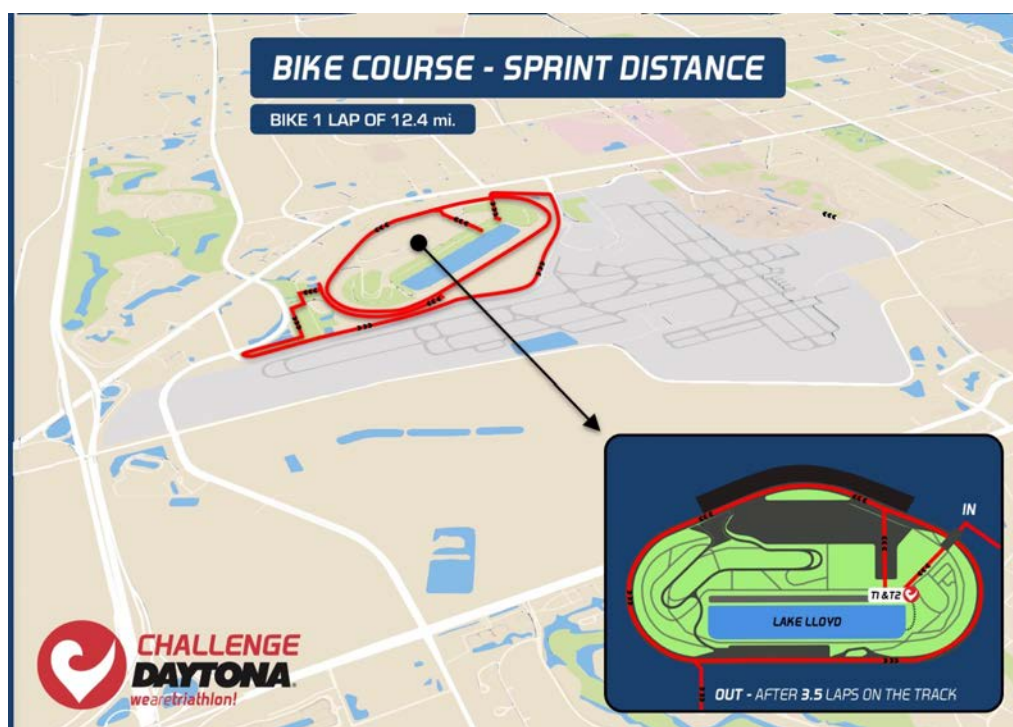 BIKE COURSE - SPRINT DISTANCE
BIKE 1 LAP OF 12.4 mi.
IN
T1 & T2
LAKE LLOYD
OUT - AFTER 3.5 LAPS ON THE TRACK
CHALLENGE
DAYTONA
wearetriathlon!